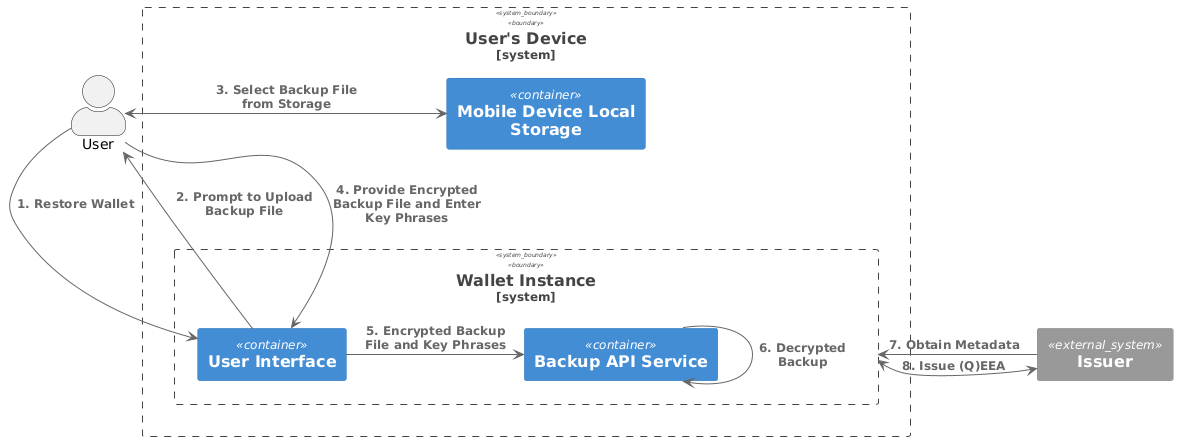 «system_boundary»
«boundary»
User's Device
[system]
3. Select Backup File
from Storage
«container»
Mobile Device Local
Storage
User
1. Restore Wallet
2. Prompt to Upload
Backup File
4. Provide Encrypted
Backup File and Enter
Key Phrases
«system_boundary»
«boundary»
Wallet Instance
[system]
«container»
User Interface
5. Encrypted Backup
File and Key Phrases
«container»
Backup API Service
6. Decrypted
Backup
7. Obtain Metadata
8. Issue (Q)EEA
«external_system»
Issuer